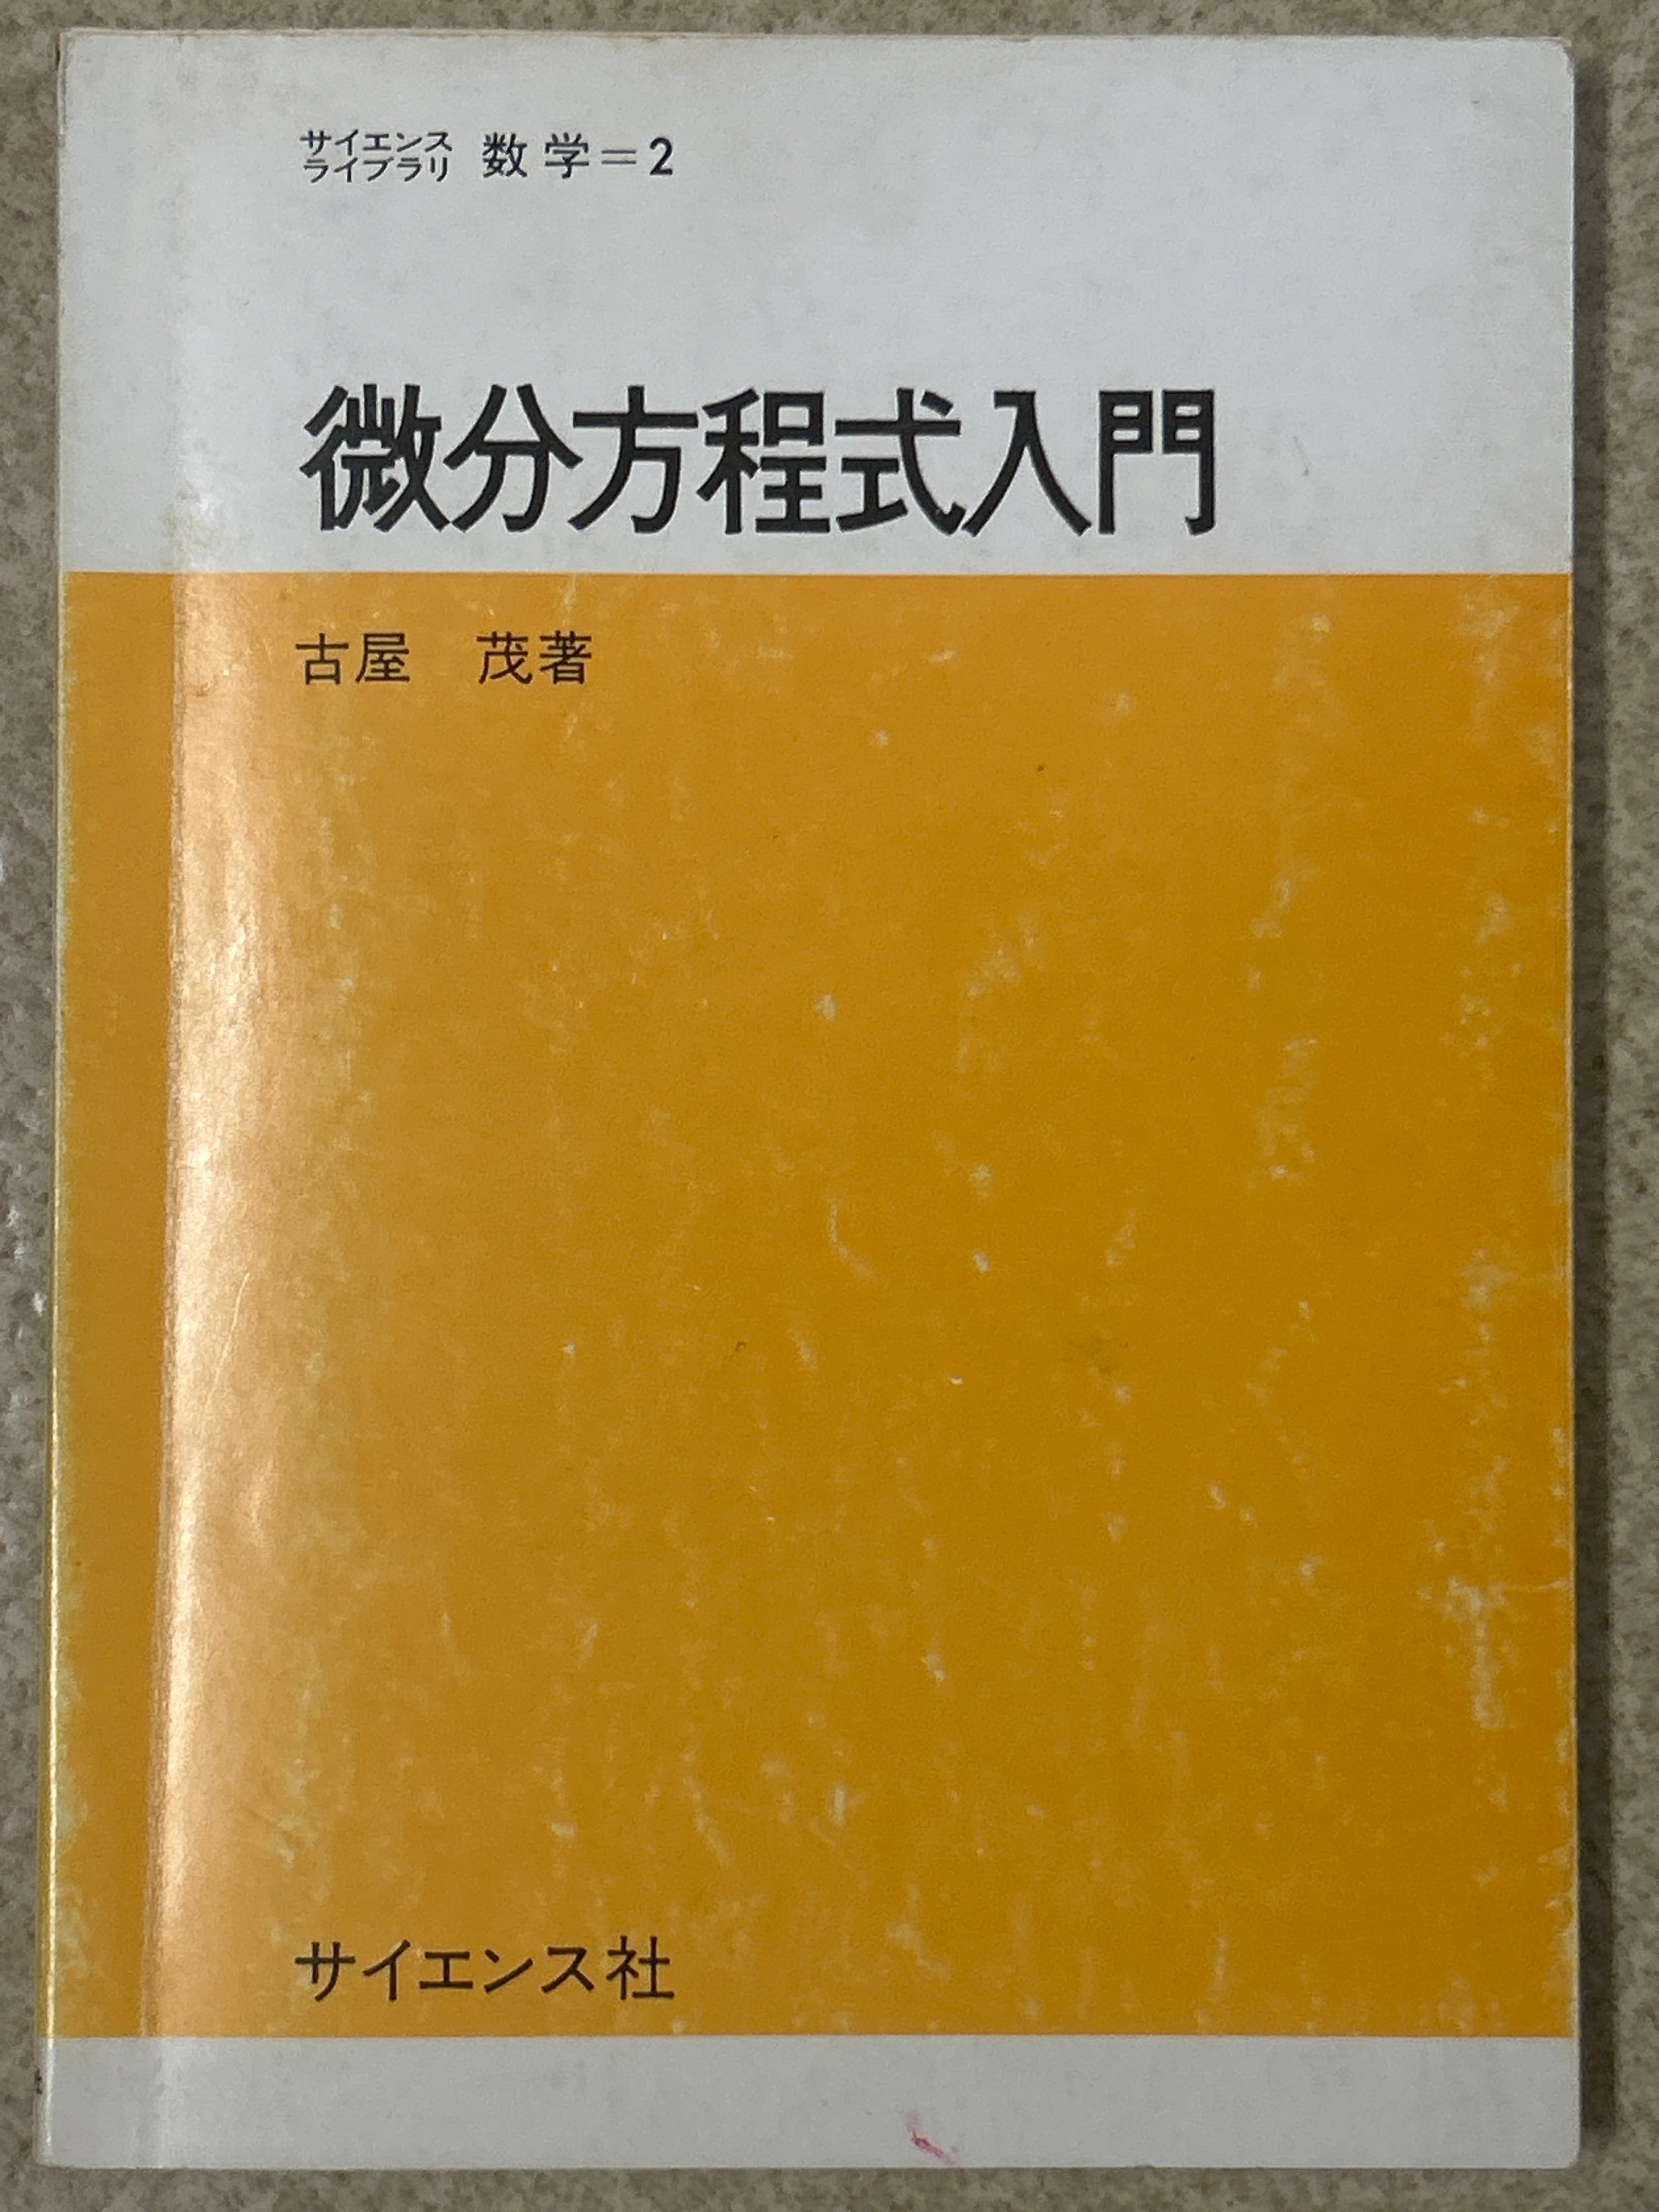 サイエンス
ライブラリ 数学＝2
微分方程式入門
古屋　茂著
サイエンス社